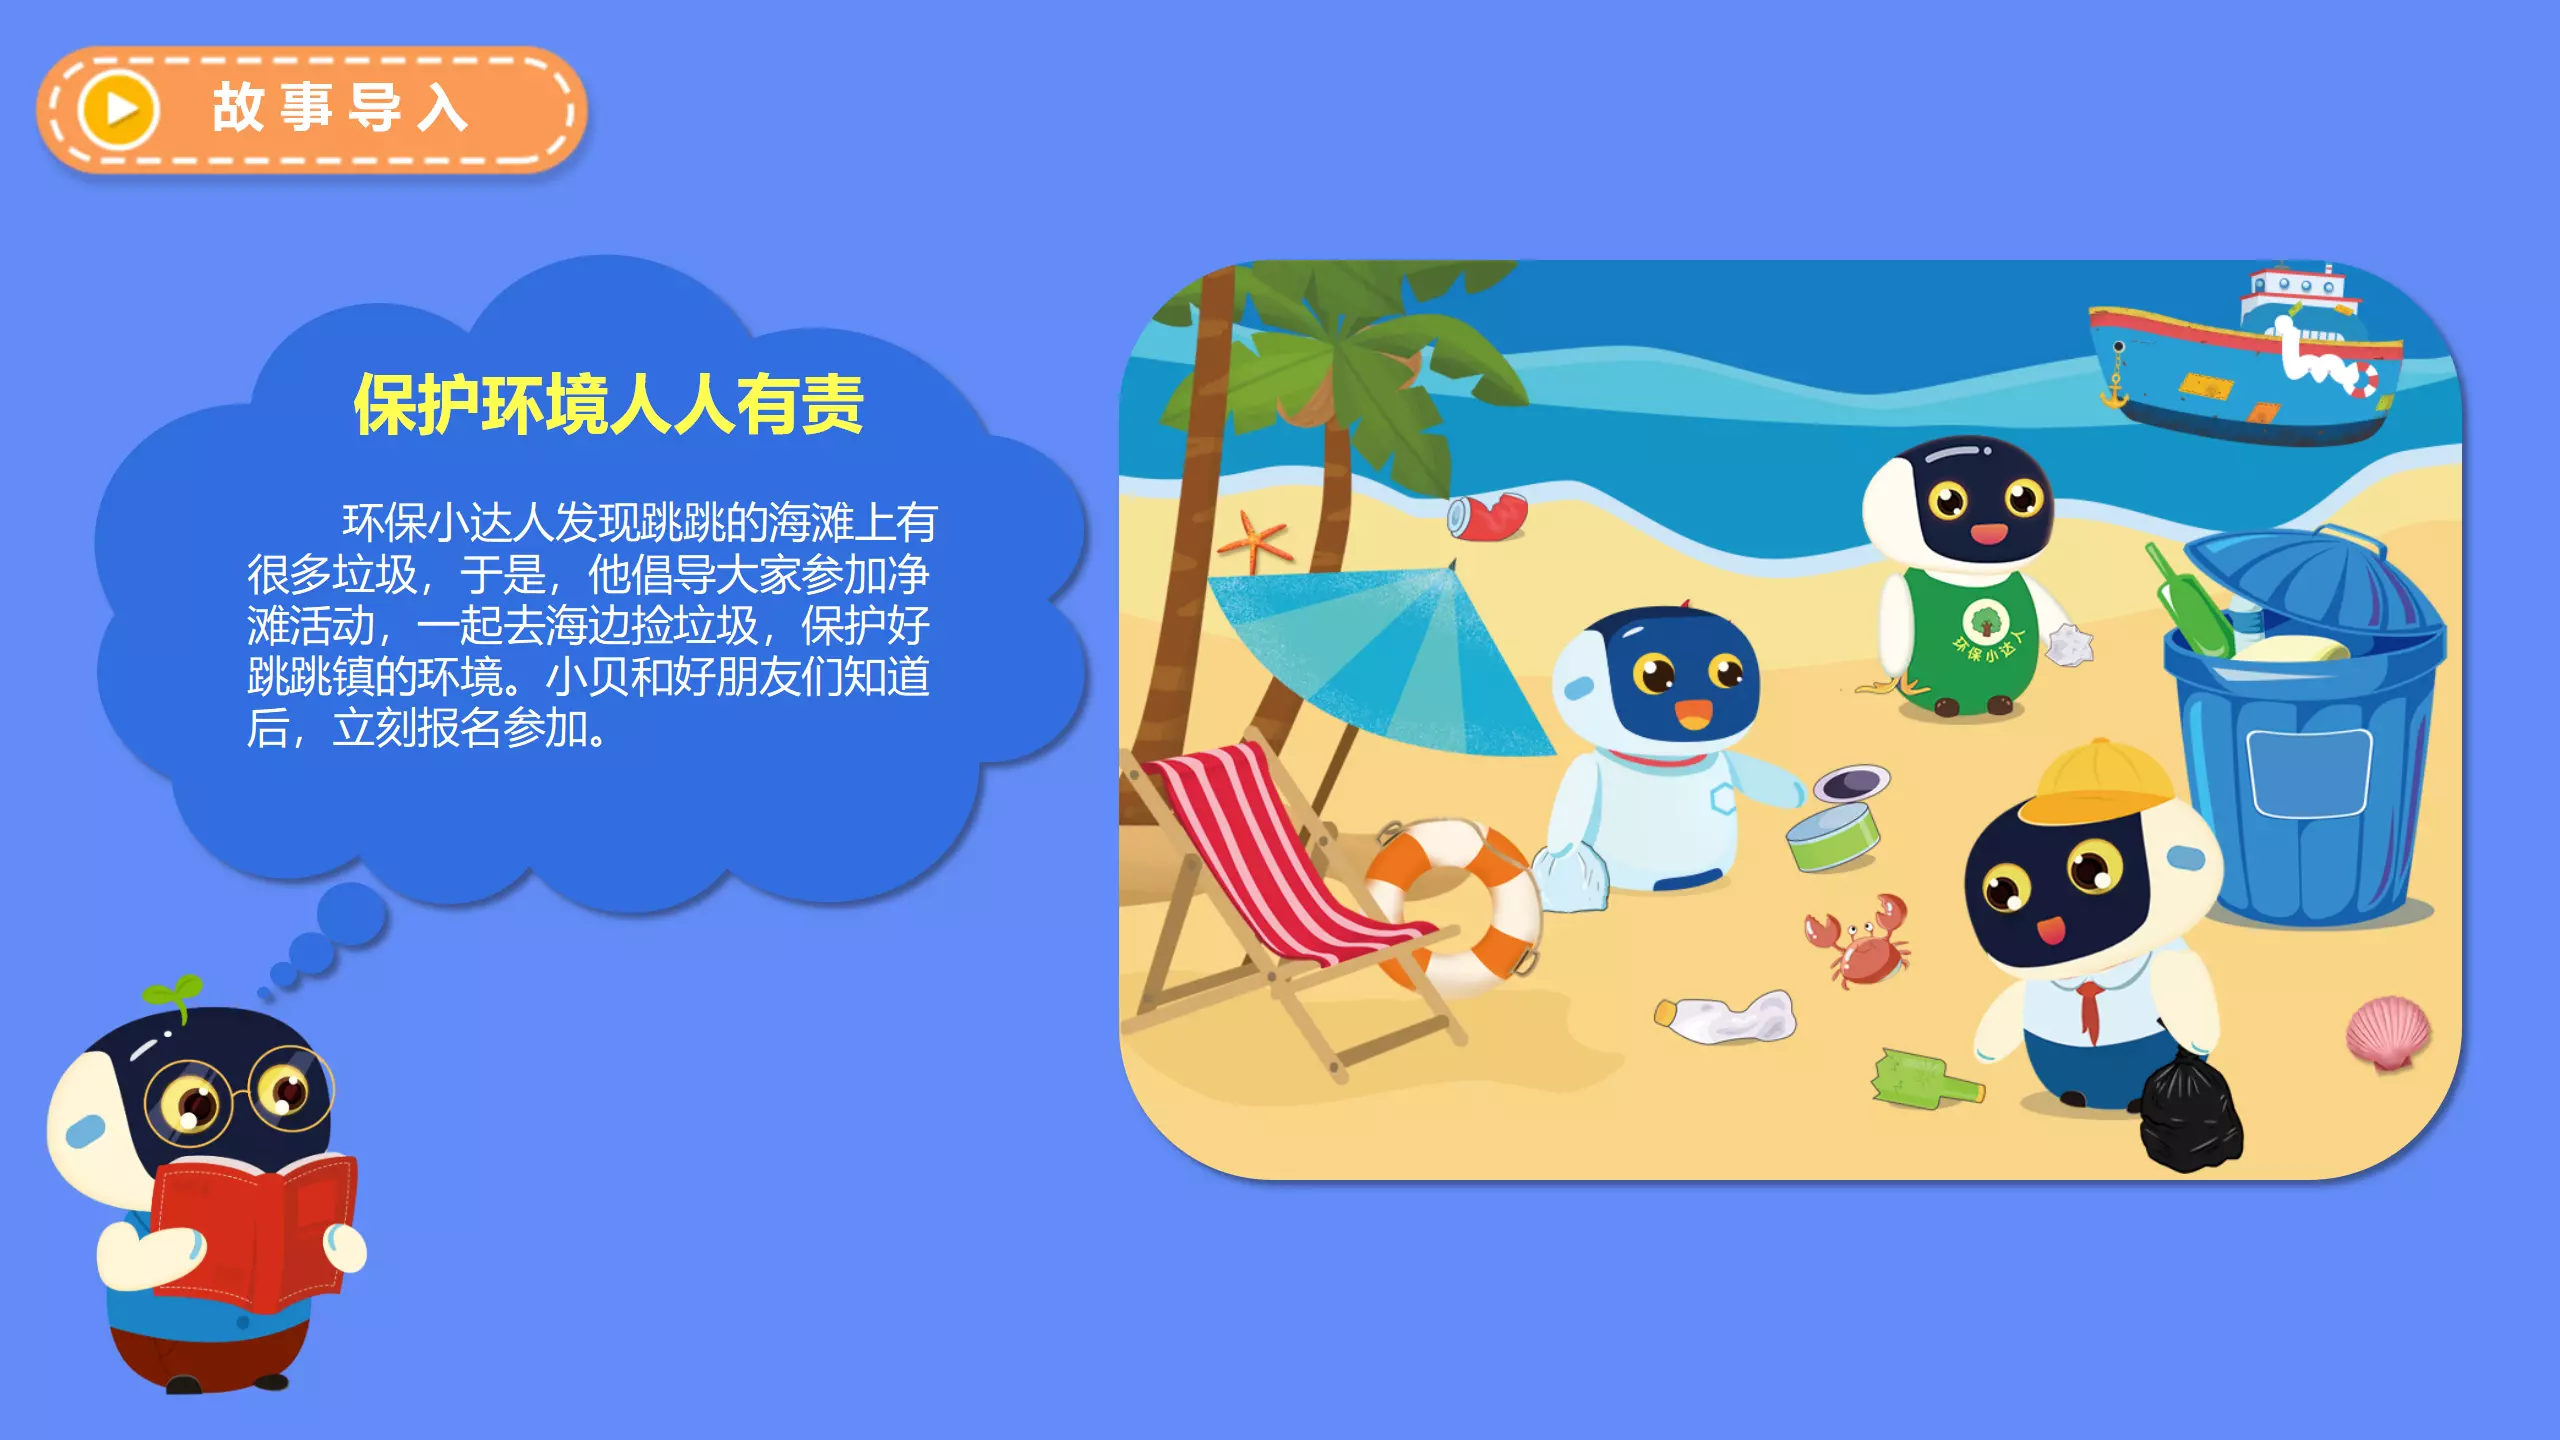 故事导入
保护环境人人有责
环保小达人发现跳跳的海滩上有
很多垃圾，于是，他倡导大家参加净
滩活动，一起去海边捡垃圾，保护好
跳跳镇的环境。小贝和好朋友们知道
后，立刻报名参加。
环保小达人